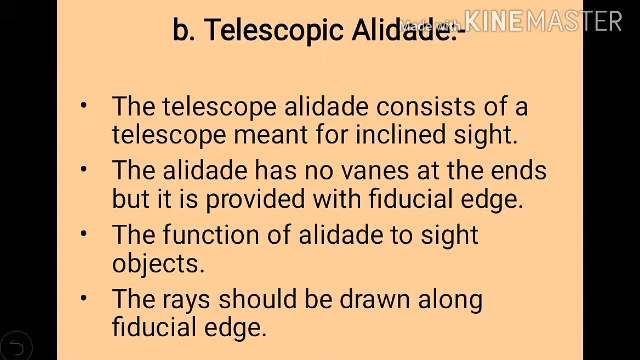 Made with KINEMASTER
b. Telescopic Alidade:-
• The telescope alidade consists of a
telescope meant for inclined sight.
• The alidade has no vanes at the ends
but it is provided with fiducial edge.
• The function of alidade to sight
objects.
• The rays should be drawn along
fiducial edge.